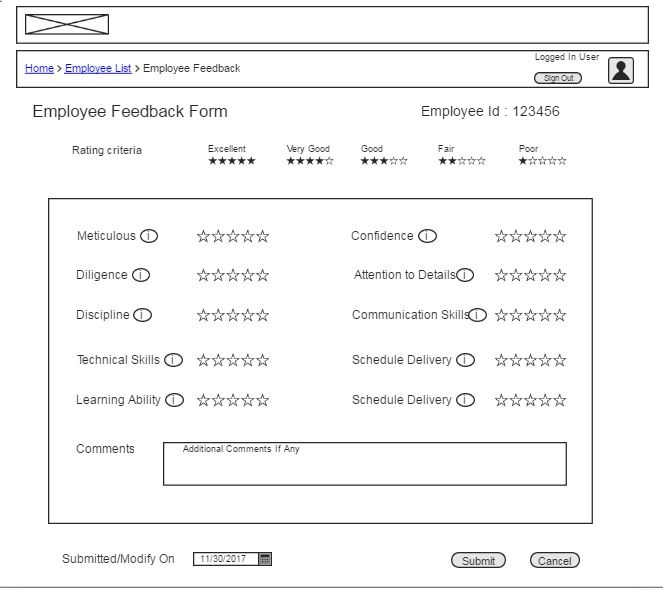 Logged In User
Home > Employee List > Employee Feedback
Sign Out
Employee Feedback Form
Employee Id : 123456
Rating criteria
Excellent
Very Good
Good
Fair
Poor
Meticulous i
Confidence i
Diligence i
Attention to Details i
Discipline i
Communication Skills i
Technical Skills i
Schedule Delivery i
Learning Ability i
Schedule Delivery i
Comments
Additional Comments If Any
Submitted/Modify On
11/30/2017
Submit
Cancel